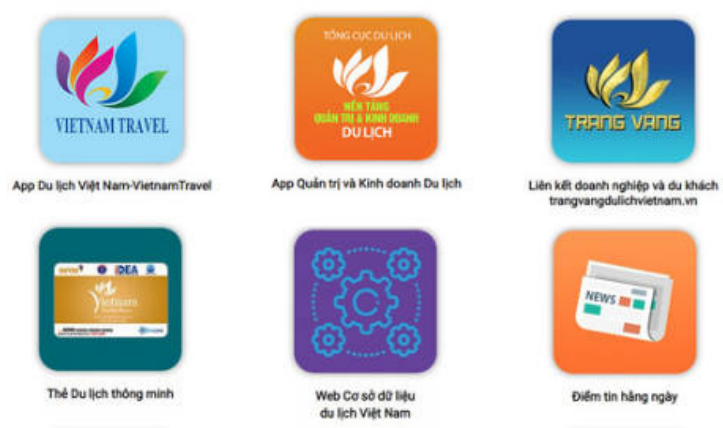 VIETNAM TRAVEL
App Du lịch Việt Nam-VietnamTravel
TỔNG CỤC DU LỊCH
NỀN TẢNG
QUẢN TRỊ & KINH DOANH
DU LỊCH
App Quản trị và Kinh doanh Du lịch
TRANG VÀNG
Liên kết doanh nghiệp và du khách
trangvangdulichvietnam.vn
IDEA
Vietnam
Thẻ Du lịch thông minh
Web Cơ sở dữ liệu
du lịch Việt Nam
NEWS
Điểm tin hằng ngày